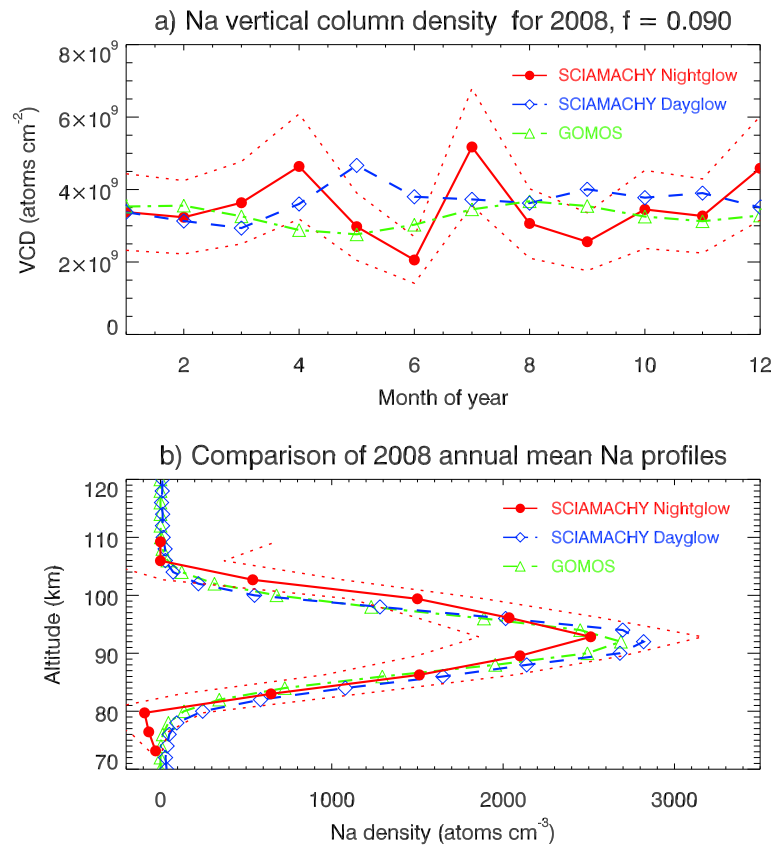 a) Na vertical column density for 2008, f = 0.090
8×10⁹
6×10⁹
4×10⁹
2×10⁹
0
VCD (atoms cm⁻²)
SCIAMACHY Nightglow
SCIAMACHY Dayglow
GOMOS
2 4 6 8 10 12
Month of year
b) Comparison of 2008 annual mean Na profiles
120
110
100
90
80
70
Altitude (km)
SCIAMACHY Nightglow
SCIAMACHY Dayglow
GOMOS
0 1000 2000 3000
Na density (atoms cm⁻³)